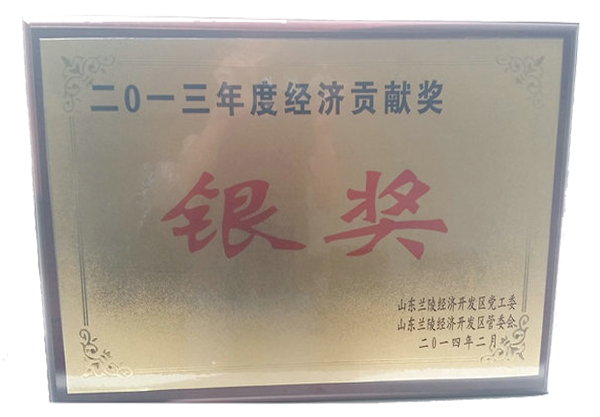 二0一三年度经济贡献奖
银奖
山东兰陵经济开发区党工委
山东兰陵经济开发区管委会
二0一四年二月